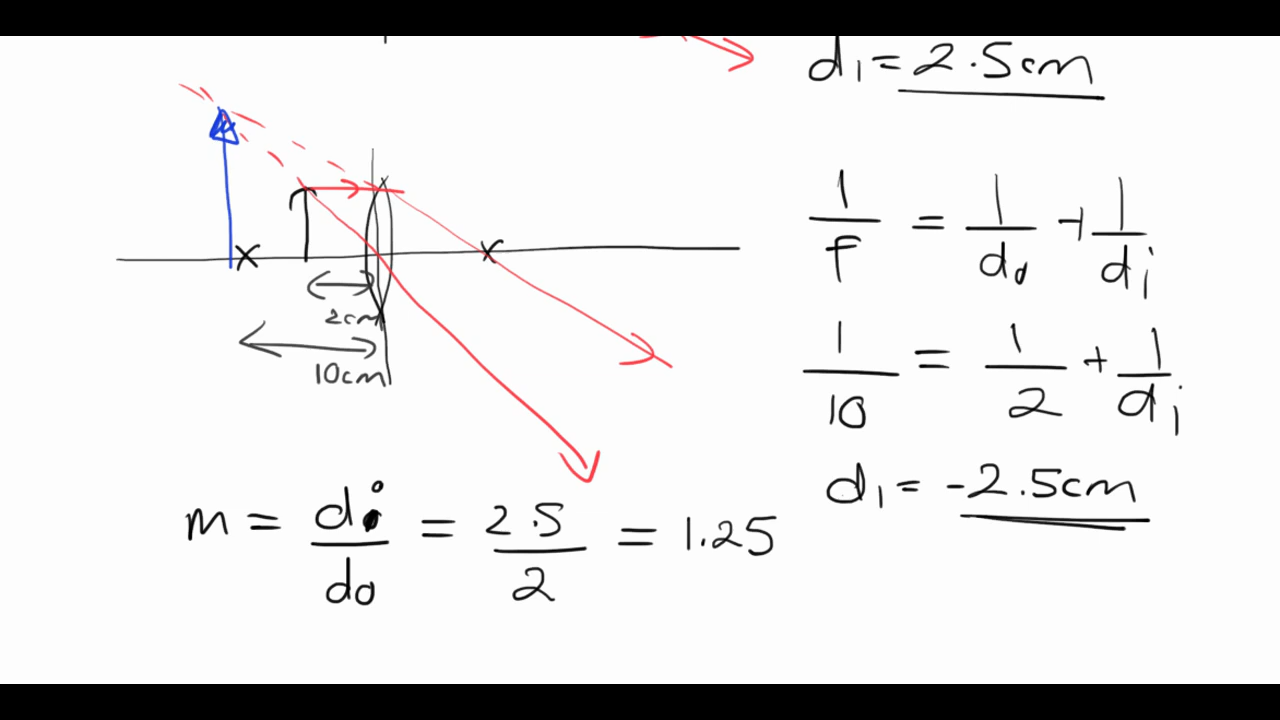 d₁ = 2.5cm
1/f = 1/d₀ + 1/dᵢ
1/10 = 1/2 + 1/dᵢ
d₁ = -2.5cm
x
x
2cm
10cm
m = di/do = 2.5/2 = 1.25